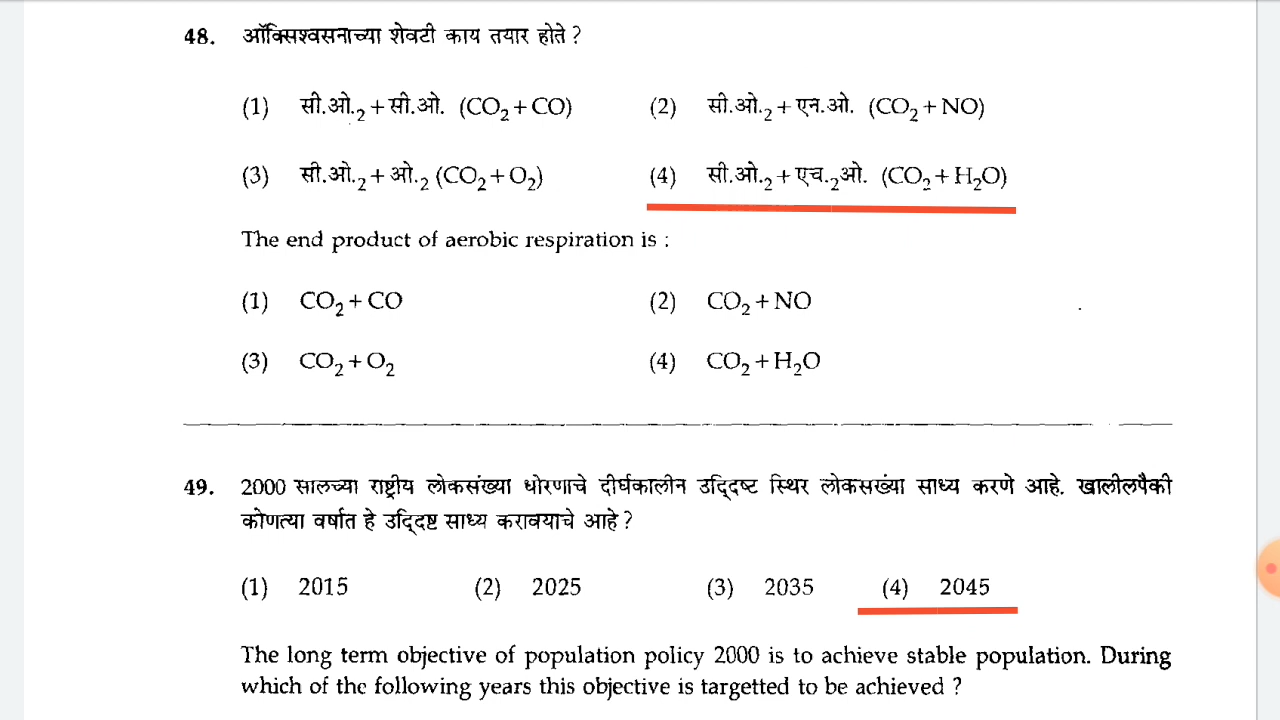 48. ऑक्सिश्वसनाच्या शेवटी काय तयार होते ?
(1) सी.ओ.₂ + सी.ओ. (CO₂ + CO) (2) सी.ओ.₂ + एन.ओ. (CO₂ + NO)
(3) सी.ओ.₂ + ओ.₂ (CO₂ + O₂) (4) सी.ओ.₂ + एच.₂ओ. (CO₂ + H₂O)
The end product of aerobic respiration is :
(1) CO₂ + CO (2) CO₂ + NO
(3) CO₂ + O₂ (4) CO₂ + H₂O
49. 2000 सालच्या राष्ट्रीय लोकसंख्या धोरणाचे दीर्घकालीन उद्दिष्ट स्थिर लोकसख्या साध्य करणे आहे. खालीलपैकी
कोणत्या वर्षात हे उद्दिष्ट साध्य करावयाचे आहे ?
(1) 2015 (2) 2025 (3) 2035 (4) 2045
The long term objective of population policy 2000 is to achieve stable population. During
which of the following years this objective is targetted to be achieved ?